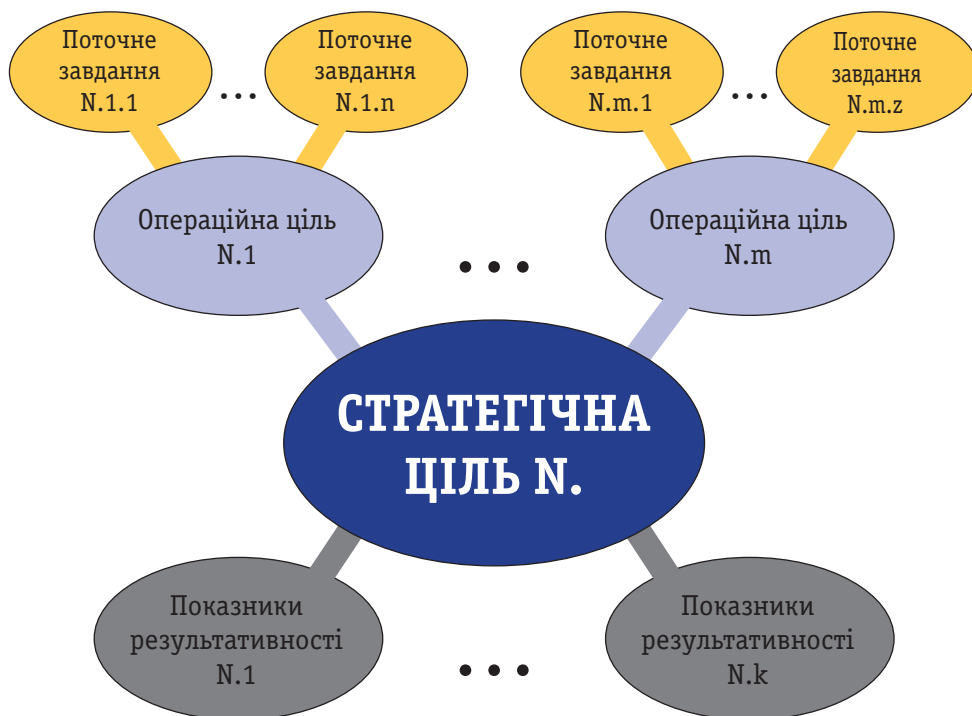 Поточне
завдання
N.1.1
...
Поточне
завдання
N.1.n
Поточне
завдання
N.m.1
...
Поточне
завдання
N.m.z
Операційна ціль
N.1
...
Операційна ціль
N.m
СТРАТЕГІЧНА
ЦІЛЬ N.
Показники
результативності
N.1
...
Показники
результативності
N.k